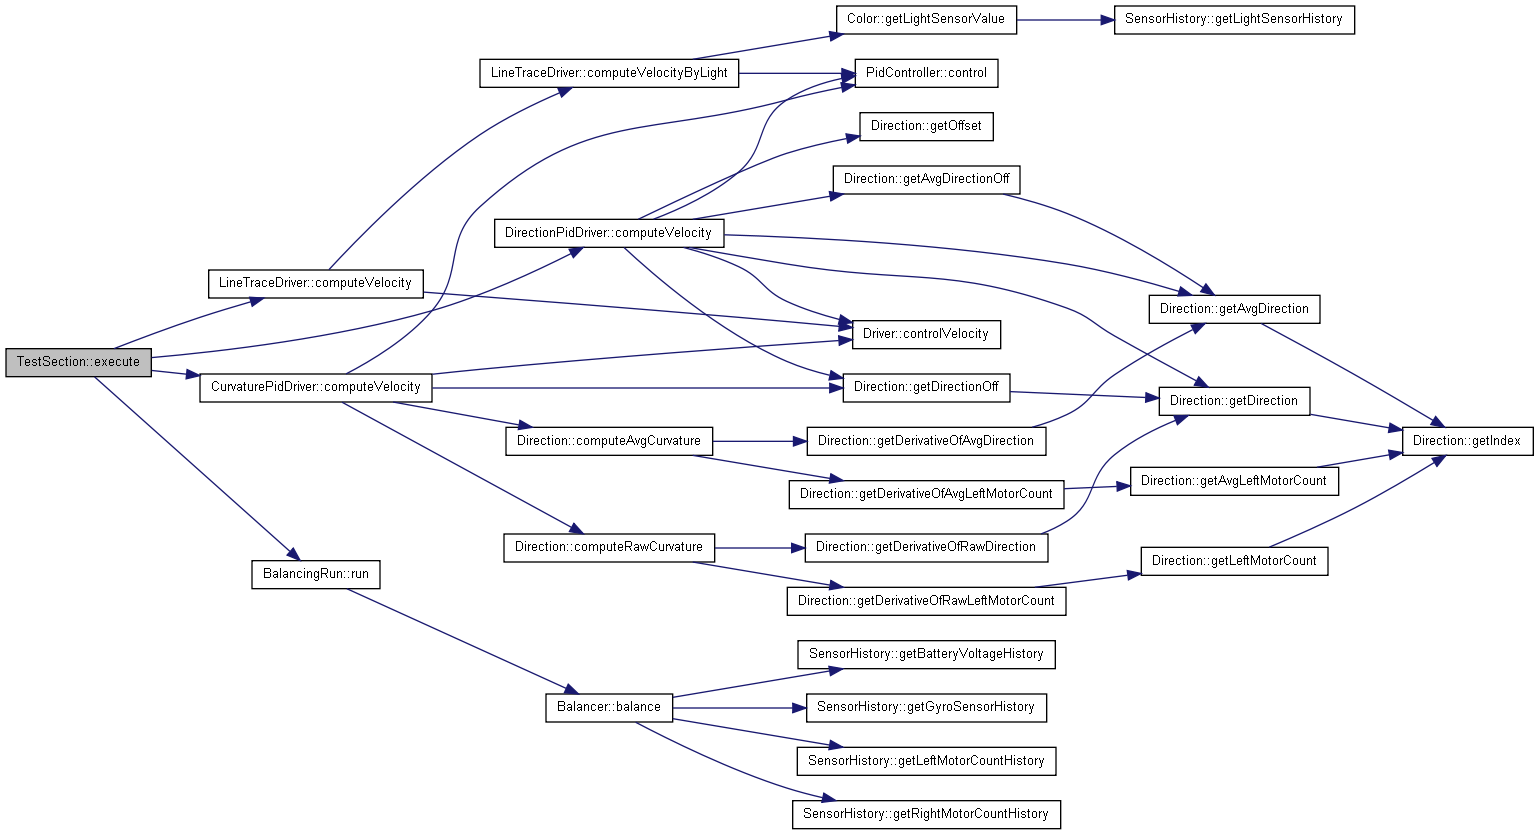 Color::getLightSensorValue
SensorHistory::getLightSensorHistory
LineTraceDriver::computeVelocityByLight
PidController::control
Direction::getOffset
Direction::getAvgDirectionOff
DirectionPidDriver::computeVelocity
LineTraceDriver::computeVelocity
Direction::getAvgDirection
Driver::controlVelocity
TestSection::execute
CurvaturePidDriver::computeVelocity
Direction::getDirectionOff
Direction::getDirection
Direction::computeAvgCurvature
Direction::getDerivativeOfAvgDirection
Direction::getIndex
Direction::getAvgLeftMotorCount
Direction::getDerivativeOfAvgLeftMotorCount
Direction::computeRawCurvature
Direction::getDerivativeOfRawDirection
Direction::getLeftMotorCount
BalancingRun::run
Direction::getDerivativeOfRawLeftMotorCount
SensorHistory::getBatteryVoltageHistory
Balancer::balance
SensorHistory::getGyroSensorHistory
SensorHistory::getLeftMotorCountHistory
SensorHistory::getRightMotorCountHistory